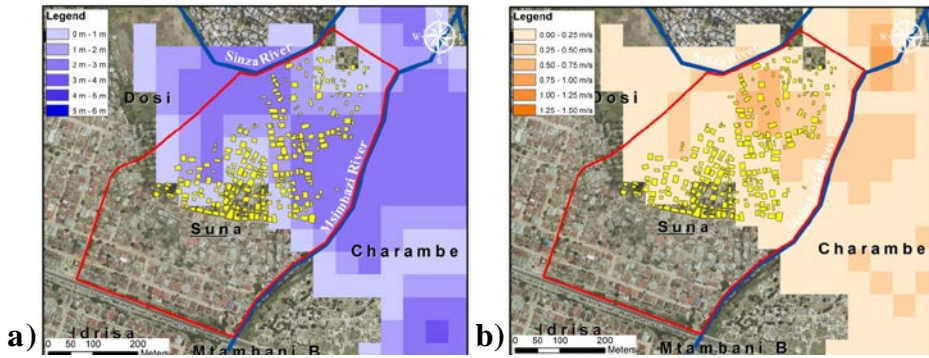 a)
Legend
0 m - 1 m
1 m - 2 m
2 m - 3 m
3 m - 4 m
4 m - 5 m
5 m - 6 m
N
W
S
Sinza River
Dosi
Msimbazi River
Suna
Charambe
Idrisa
Mtambani B
0 50 100 200
Meters
b)
Legend
0.00 - 0.25 m/s
0.25 - 0.50 m/s
0.50 - 0.75 m/s
0.75 - 1.00 m/s
1.00 - 1.25 m/s
1.25 - 1.50 m/s
W
S
Sinza River
Dosi
River
Suna
Charambe
Idrisa
Mtambani B
0 50 100 200
Meters